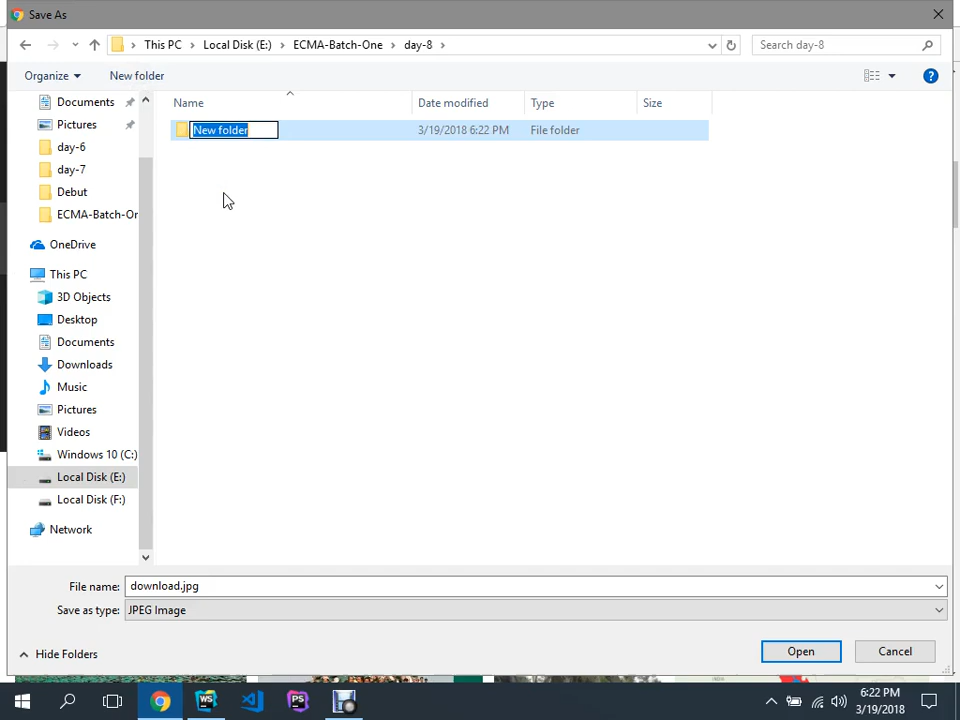 Save As
This PC > Local Disk (E:) > ECMA-Batch-One > day-8 >
Search day-8
Organize
New folder
Name
Date modified
Type
Size
New folder
3/19/2018 6:22 PM
File folder
Documents
Pictures
day-6
day-7
Debut
ECMA-Batch-Or
OneDrive
This PC
3D Objects
Desktop
Documents
Downloads
Music
Pictures
Videos
Windows 10 (C:)
Local Disk (E:)
Local Disk (F:)
Network
File name: download.jpg
Save as type: JPEG Image
Hide Folders
Open
Cancel
WS
PS
6:22 PM
3/19/2018